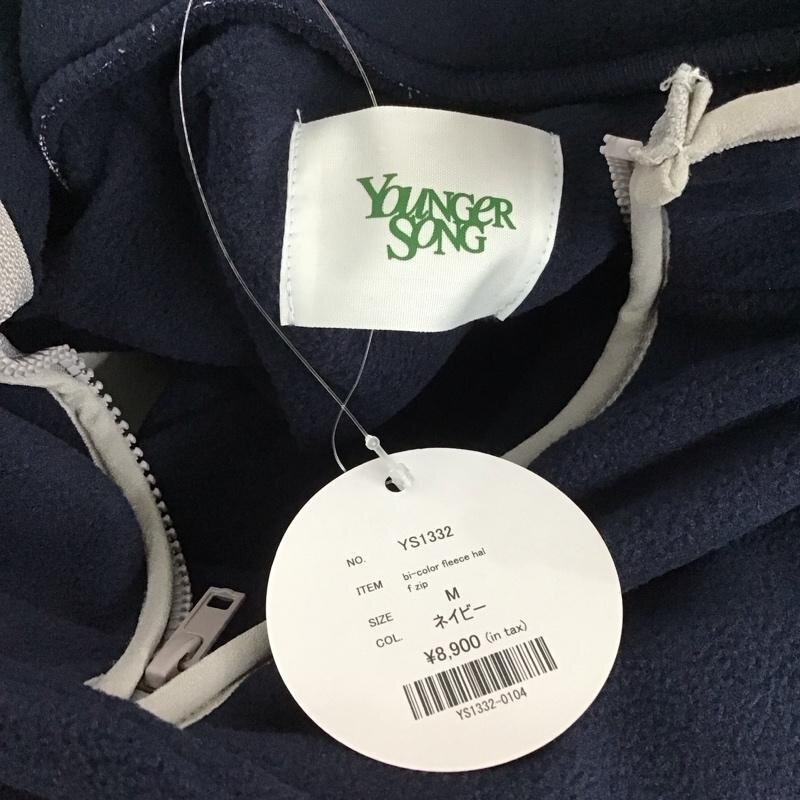 YOUNGER
SONG
NO. YS1332
ITEM bi-color fleece hal
f zip
SIZE M
COL. ネイビー
¥8,900 (in tax)
YS1332-0104